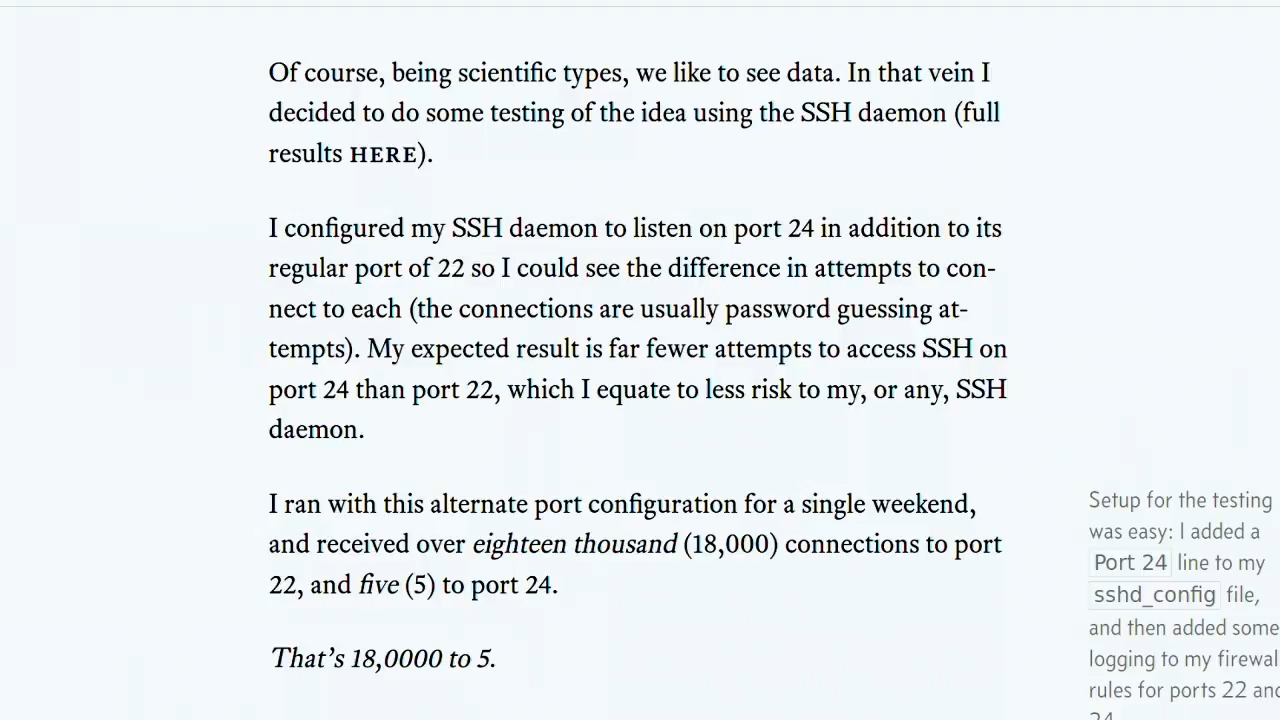 Of course, being scientific types, we like to see data. In that vein I
decided to do some testing of the idea using the SSH daemon (full
results HERE).
I configured my SSH daemon to listen on port 24 in addition to its
regular port of 22 so I could see the difference in attempts to con-
nect to each (the connections are usually password guessing at-
tempts). My expected result is far fewer attempts to access SSH on
port 24 than port 22, which I equate to less risk to my, or any, SSH
daemon.
I ran with this alternate port configuration for a single weekend,
and received over eighteen thousand (18,000) connections to port
22, and five (5) to port 24.
That's 18,0000 to 5.
Setup for the testing
was easy: I added a
Port 24 line to my
sshd_config file,
and then added some
logging to my firewal
rules for ports 22 and
24